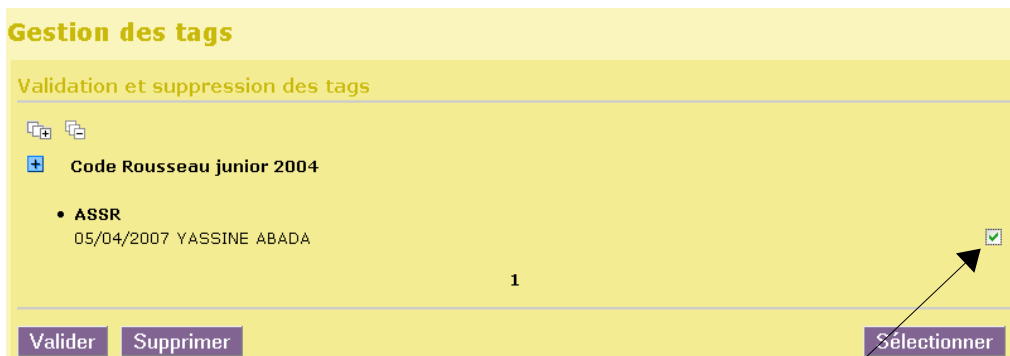 Gestion des tags
Validation et suppression des tags
Code Rousseau junior 2004
• ASSR
05/04/2007 YASSINE ABADA
1
Valider Supprimer Sélectionner